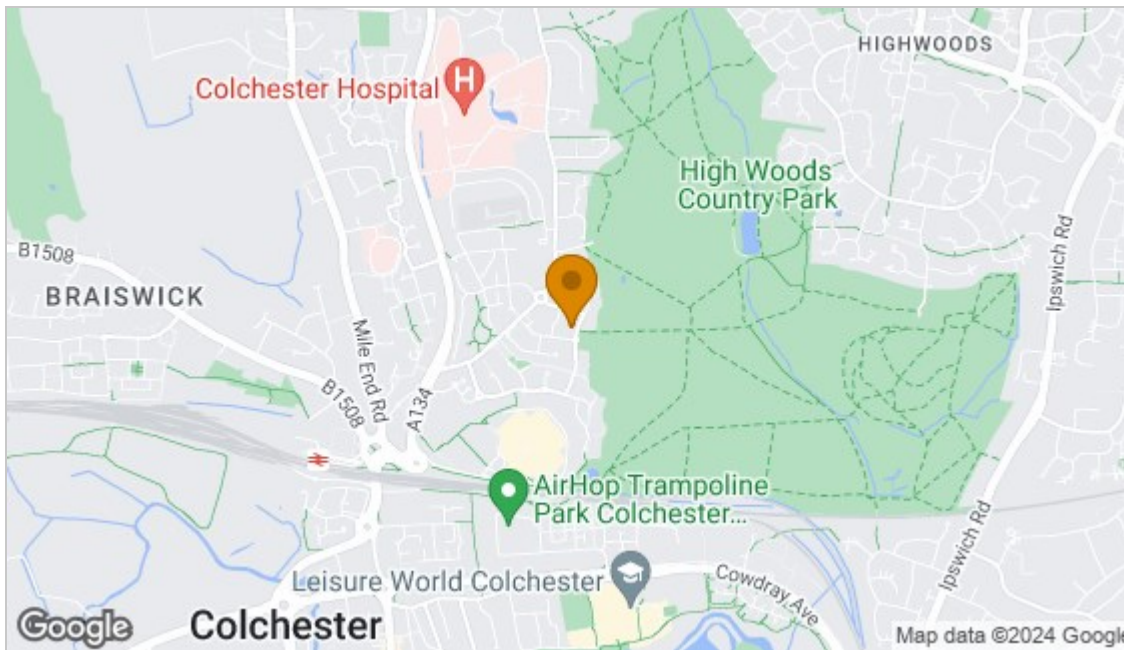 HIGHWOODS
Colchester Hospital
H
High Woods
Country Park
Ipswich Rd
B1508
BRAISWICK
Mile End Rd
A134
B1508
AirHop Trampoline
Park Colchester...
Ipswich Rd
Leisure World Colchester
Cowdray Ave
Google
Colchester
Map data ©2024 Google